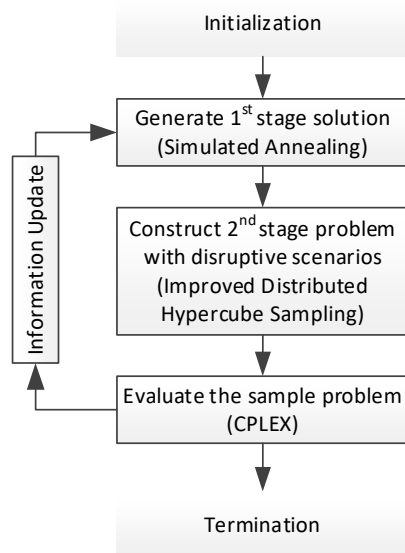 Initialization
Generate 1st stage solution
(Simulated Annealing)
Information Update
Construct 2nd stage problem
with disruptive scenarios
(Improved Distributed
Hypercube Sampling)
Evaluate the sample problem
(CPLEX)
Termination